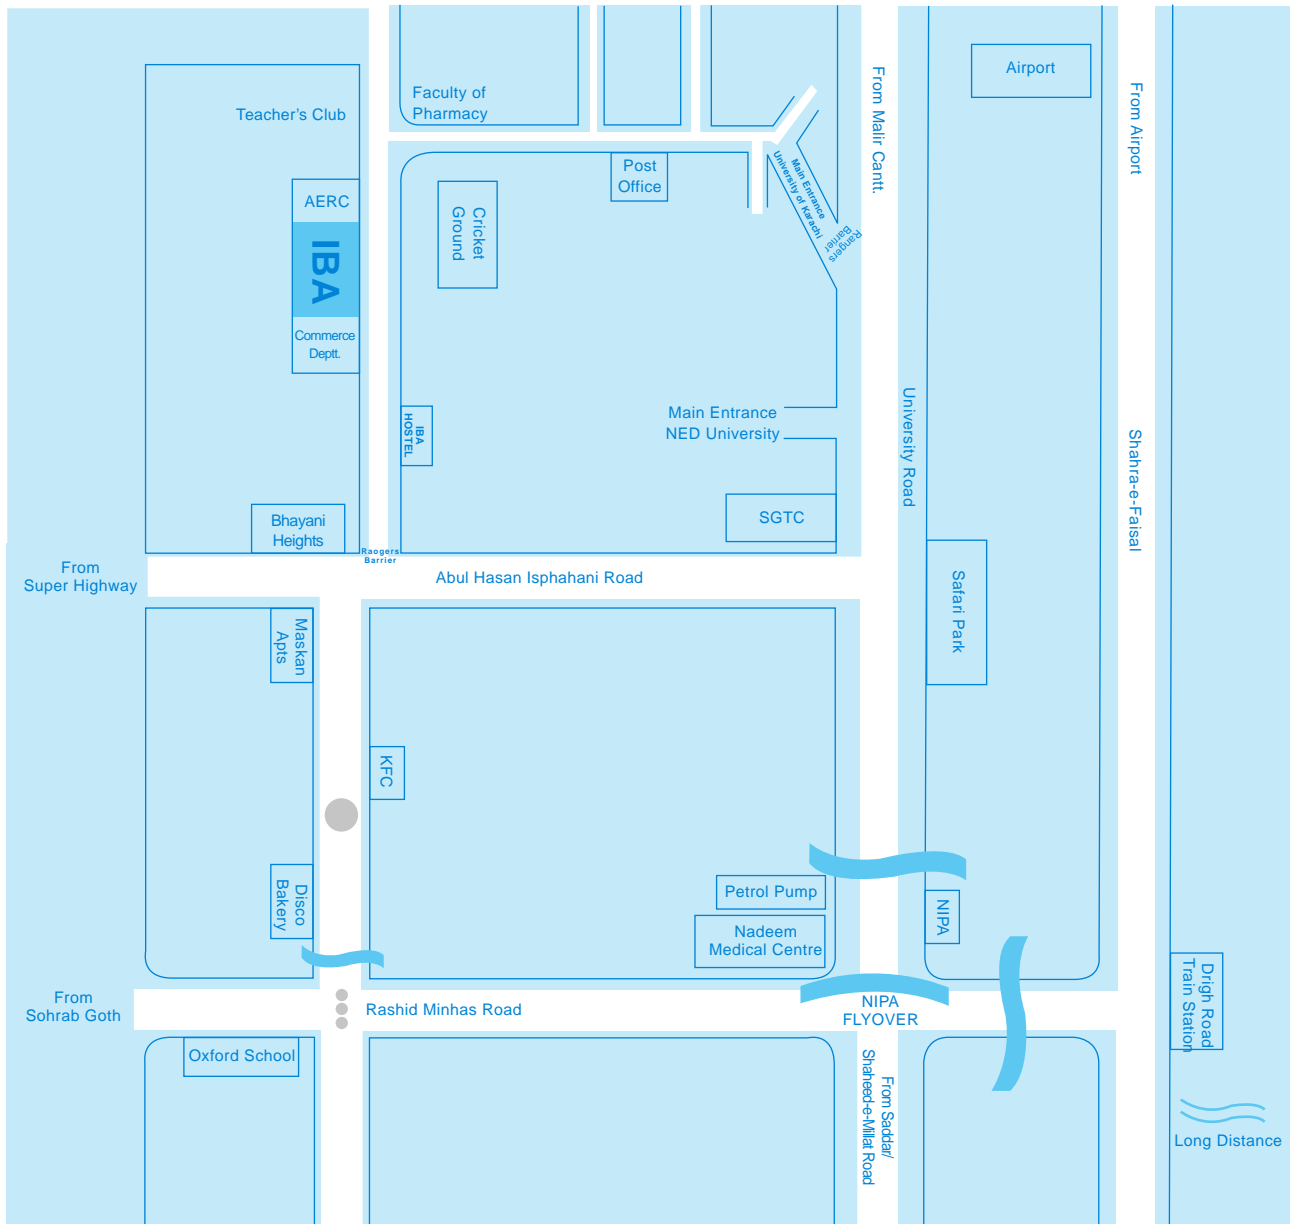 Airport
From Malir Cantt.
From Airport
Faculty of
Pharmacy
Teacher's Club
Post
Office
Main Entrance
University of Karachi
Rangers
Barrier
AERC
IBA
Commerce
Deptt.
Cricket
Ground
IBA
HOSTEL
Main Entrance
NED University
University Road
Shahra-e-Faisal
SGTC
Bhayani
Heights
Raogers
Barrier
From
Super Highway
Abul Hasan Isphahani Road
Safari Park
Maskan
Apts
KFC
Disco
Bakery
Petrol Pump
Nadeem
Medical Centre
NIPA
Drigh Road
Train Station
From
Sohrab Goth
Rashid Minhas Road
NIPA
FLYOVER
Oxford School
From Saddar/
Shaheed-e-Millat Road
Long Distance